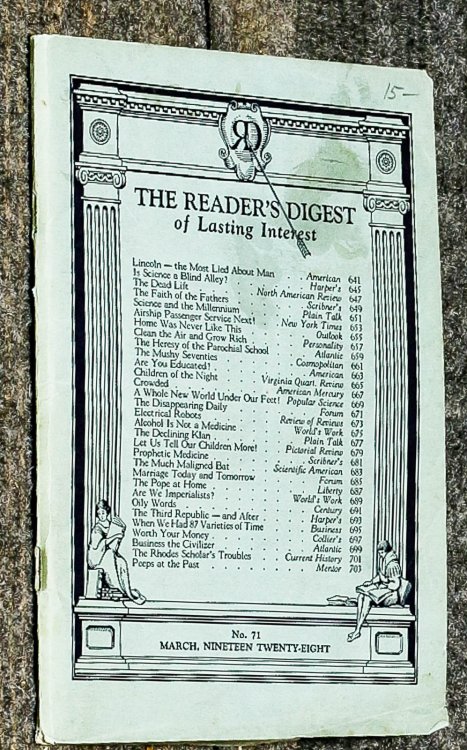 15—
RD
THE READER'S DIGEST
of Lasting Interest
Lincoln — the Most Lied About Man . . American 641
Is Science a Blind Alley? . . . Harper's 645
The Dead Lift . . . North American Review 647
The Faith of the Fathers . . . Scribner's 649
Science and the Millennium . . . Plain Talk 651
Airship Passenger Service Next! . New York Times 653
Home Was Never Like This . . . Outlook 655
Clean the Air and Grow Rich . . . Personality 657
The Heresy of the Parochial School . . . Atlantic 659
The Mushy Seventies . . . Cosmopolitan 661
Are You Educated? . . . American 663
Children of the Night . . . Virginia Quart. Review 665
Crowded . . . American Mercury 667
A Whole New World Under Our Feet! Popular Science 669
The Disappearing Daily . . . Forum 671
Electrical Robots . . . Review of Reviews 673
Alcohol Is Not a Medicine . . . World's Work 675
The Declining Klan . . . Plain Talk 677
Let Us Tell Our Children More! . Pictorial Review 679
Prophetic Medicine . . . Scribner's 681
The Much Maligned Bat . . . Scientific American 683
Marriage Today and Tomorrow . . . Forum 685
The Pope at Home . . . Liberty 687
Are We Imperialists? . . . World's Work 689
Oily Words . . . Century 691
The Third Republic — and After . . . Harper's 693
When We Had 87 Varieties of Time . . . Business 695
Worth Your Money . . . Collier's 697
Business the Civilizer . . . Atlantic 699
The Rhodes Scholar's Troubles . . . Current History 701
Peeps at the Past . . . Mentor 703
No. 71
MARCH, NINETEEN TWENTY-EIGHT